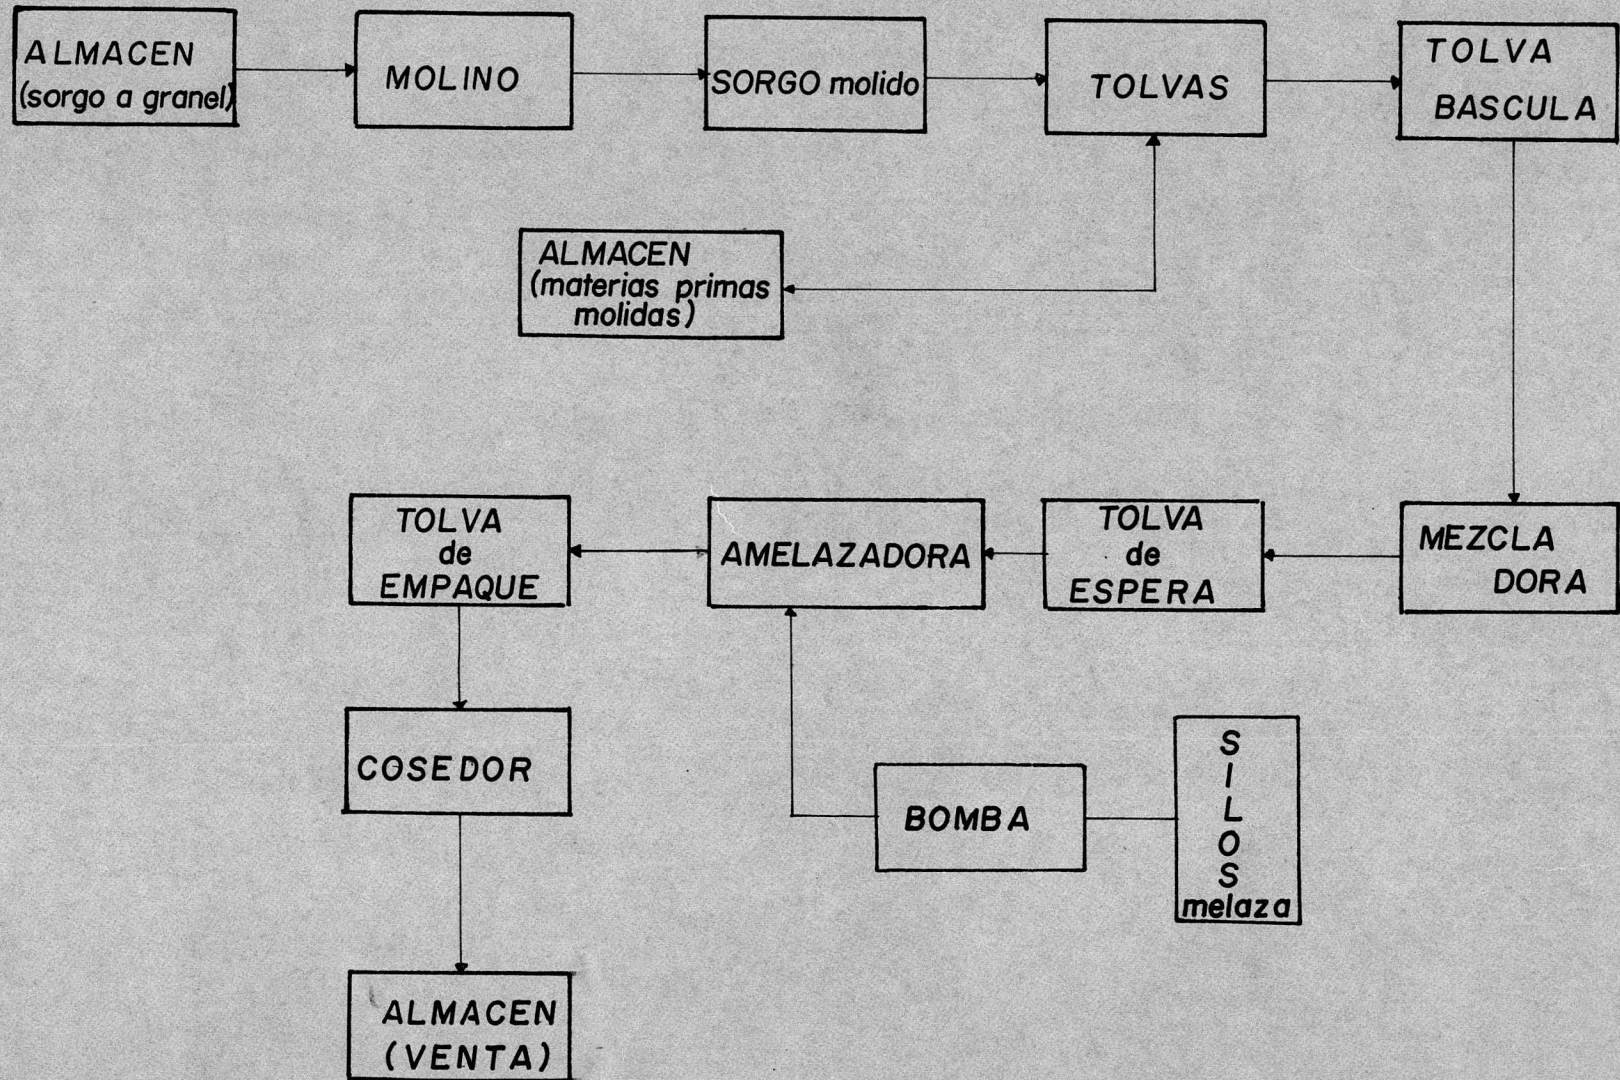 ALMACEN
(sorgo a granel)
MOLINO
SORGO molido
TOLVAS
TOLVA
BASCULA
ALMACEN
(materias primas
molidas)
TOLVA
de
EMPAQUE
AMELAZADORA
TOLVA
de
ESPERA
MEZCLA
DORA
COSEDOR
BOMBA
S
I
L
O
S
melaza
ALMACEN
(VENTA)